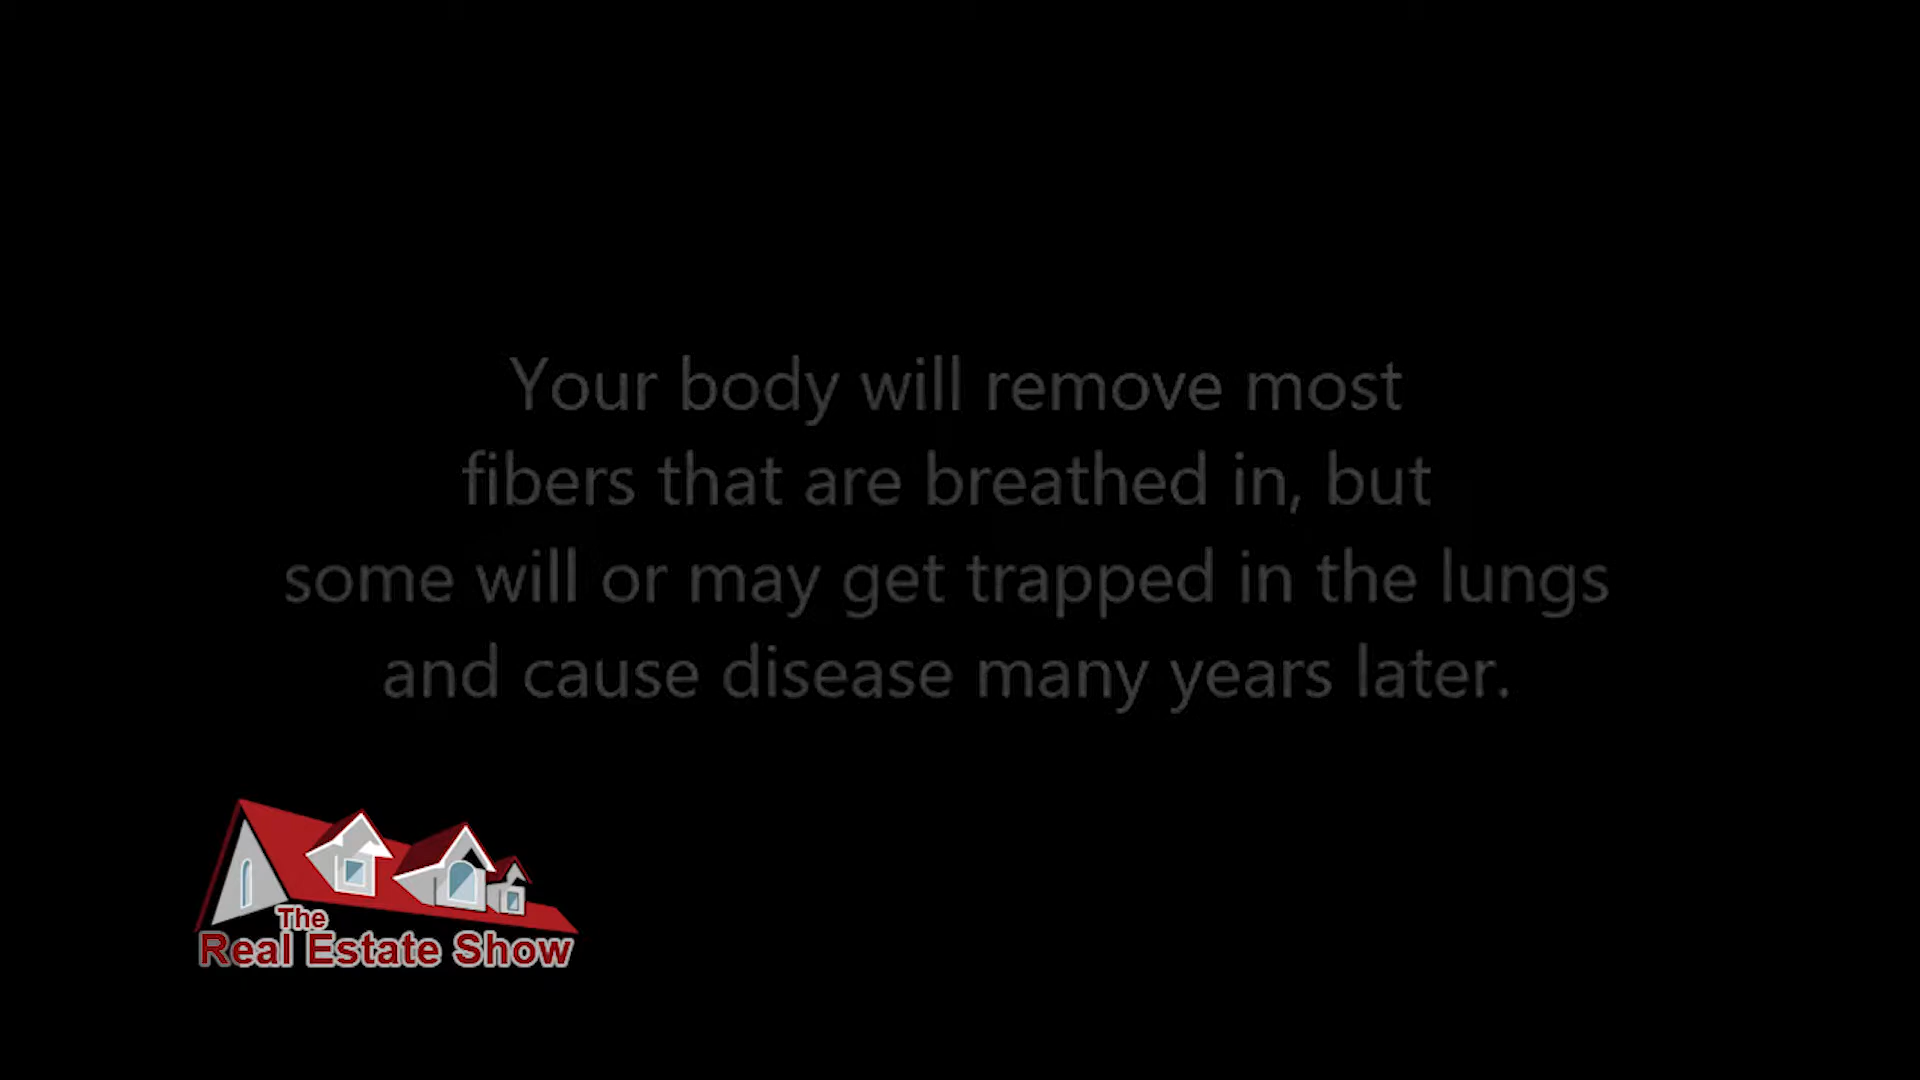 Your body will remove most
fibers that are breathed in, but
some will or may get trapped in the lungs
and cause disease many years later.
The
Real Estate Show